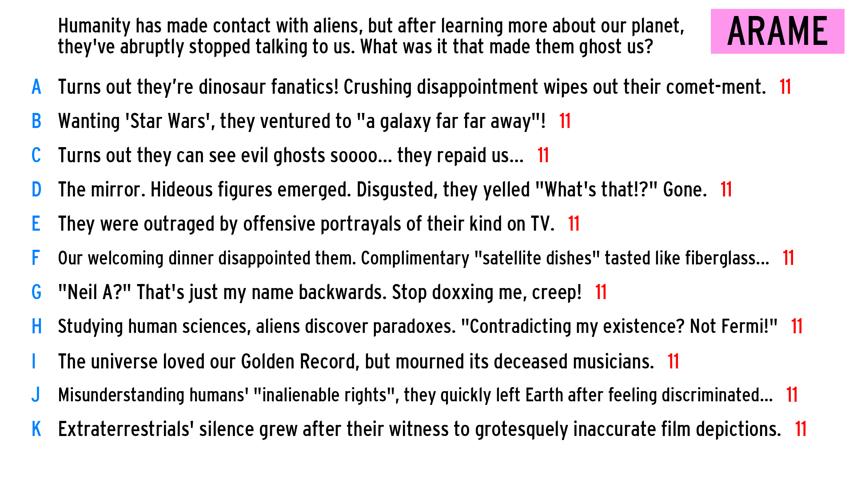 Humanity has made contact with aliens, but after learning more about our planet,
they've abruptly stopped talking to us. What was it that made them ghost us?
ARAME
A Turns out they’re dinosaur fanatics! Crushing disappointment wipes out their comet-ment. 11
B Wanting 'Star Wars', they ventured to "a galaxy far far away"! 11
C Turns out they can see evil ghosts soooo... they repaid us... 11
D The mirror. Hideous figures emerged. Disgusted, they yelled "What's that!?" Gone. 11
E They were outraged by offensive portrayals of their kind on TV. 11
F Our welcoming dinner disappointed them. Complimentary "satellite dishes" tasted like fiberglass... 11
G "Neil A?" That's just my name backwards. Stop doxxing me, creep! 11
H Studying human sciences, aliens discover paradoxes. "Contradicting my existence? Not Fermi!" 11
I The universe loved our Golden Record, but mourned its deceased musicians. 11
J Misunderstanding humans' "inalienable rights", they quickly left Earth after feeling discriminated... 11
K Extraterrestrials' silence grew after their witness to grotesquely inaccurate film depictions. 11